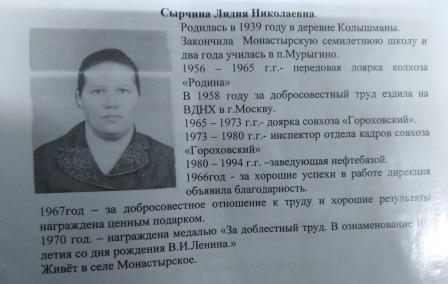 Сырчина Лидия Николаевна.
Родилась в 1939 году в деревне Колышманы.
Закончила Монастырскую семилетнюю школу и
два года училась в п.Мурыгино.
1956 – 1965 г.г.- передовая доярка колхоза
«Родина»
В 1958 году за добросовестный труд ездила на
ВДНХ в г.Москву.
1965 – 1973 г.г.- доярка совхоза «Гороховский».
1973 – 1980 г.г.- инспектор отдела кадров совхоза
«Гороховский»
1980 – 1994 г.г. –заведующая нефтебазой.
1966год - за хорошие успехи в работе дирекция
объявила благодарность.
1967год – за добросовестное отношение к труду и хорошие результаты
награждена ценным подарком.
1970 год. – награждена медалью «За доблестный труд. В ознаменование
летия со дня рождения В.И.Ленина.»
Живёт в селе Монастырское.